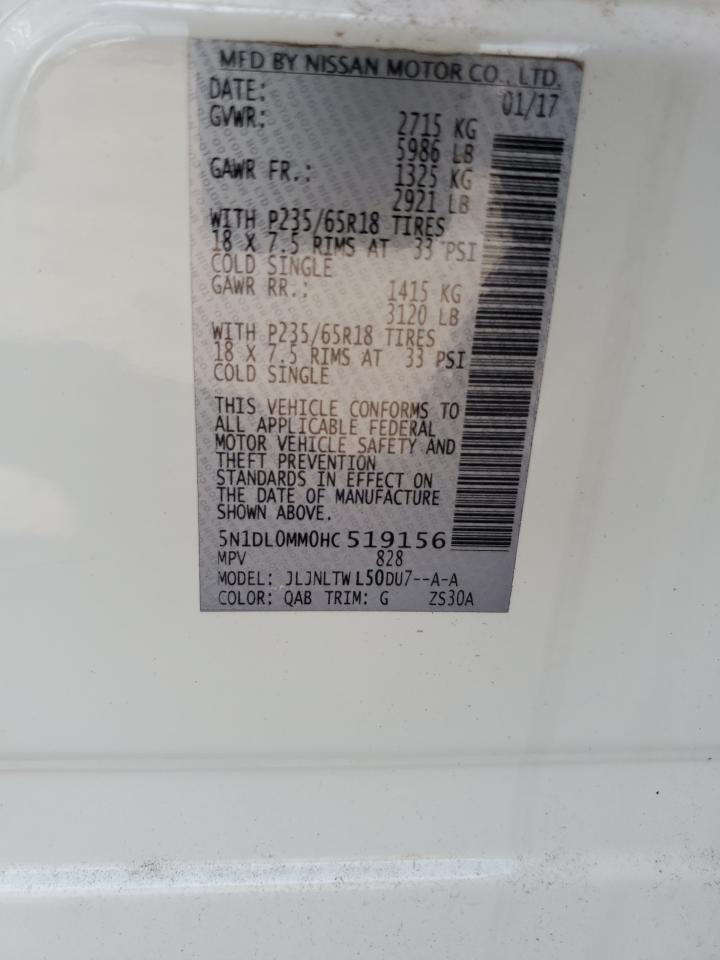 MFD BY NISSAN MOTOR CO., LTD.
DATE: 01/17
GVWR: 2715 KG
5986 LB
GAWR FR.: 1325 KG
2921 LB
WITH P235/65R18 TIRES
18 X 7.5 RIMS AT 33 PSI
COLD SINGLE
GAWR RR.: 1415 KG
3120 LB
WITH P235/65R18 TIRES
18 X 7.5 RIMS AT 33 PSI
COLD SINGLE
THIS VEHICLE CONFORMS TO
ALL APPLICABLE FEDERAL
MOTOR VEHICLE SAFETY AND
THEFT PREVENTION
STANDARDS IN EFFECT ON
THE DATE OF MANUFACTURE
SHOWN ABOVE.
5N1DL0MM0HC 519156
MPV 828
MODEL: JLJNLTW L50DU7--A-A
COLOR: QAB TRIM: G ZS30A